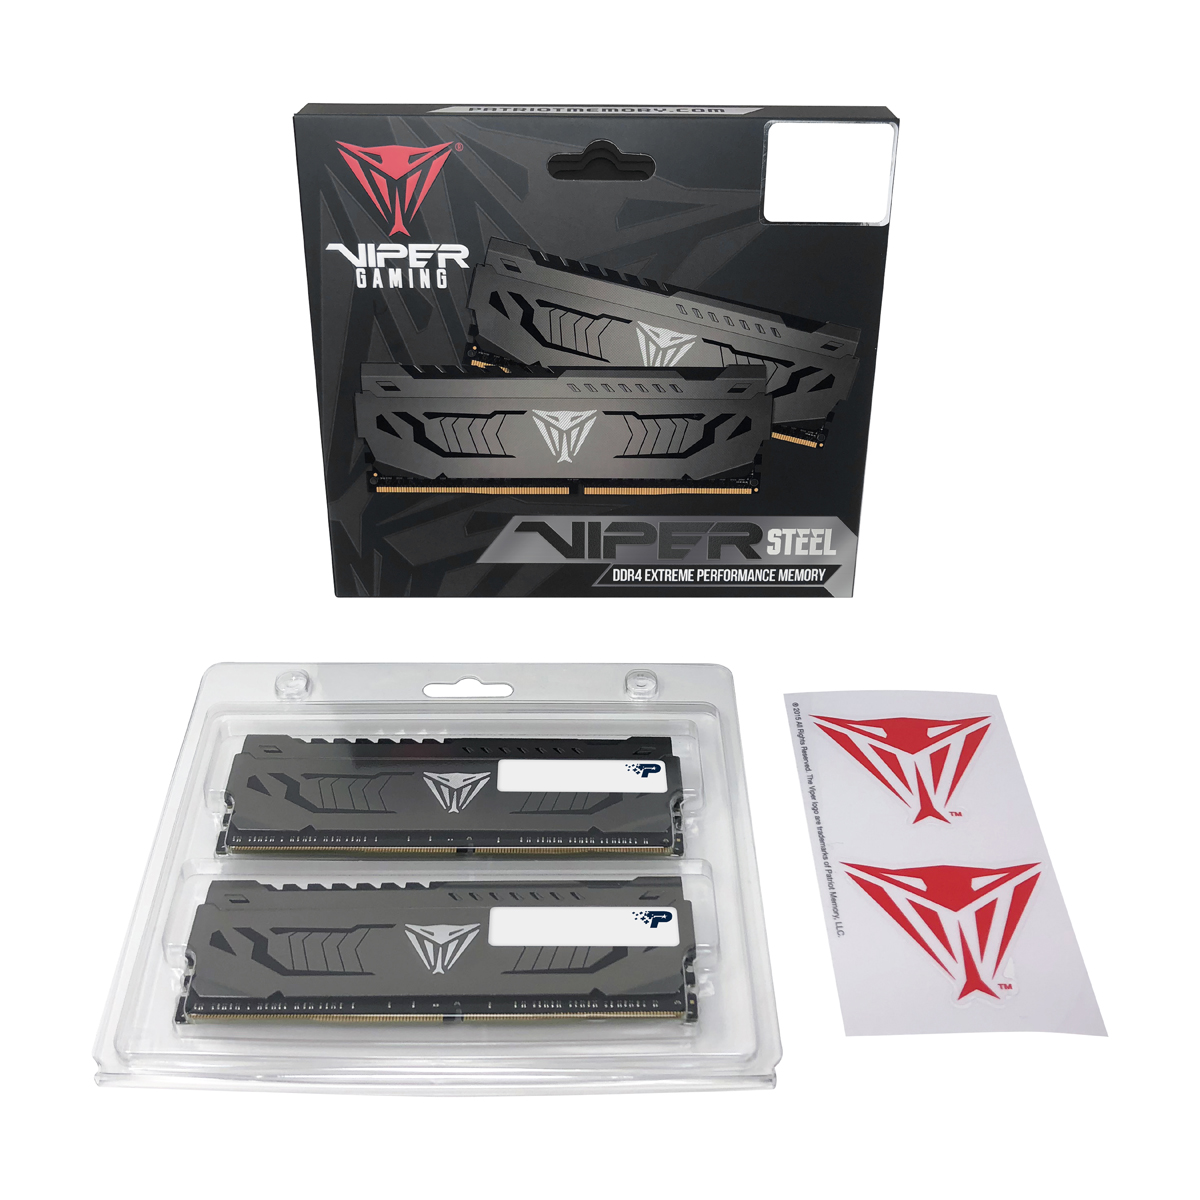 PATRIOTMEMORY.COM
®
VIPER
GAMING
VIPER STEEL
DDR4 EXTREME PERFORMANCE MEMORY
P
P
© 2015 All Rights Reserved. The Viper logo are trademarks of Patriot Memory, LLC.
TM
TM